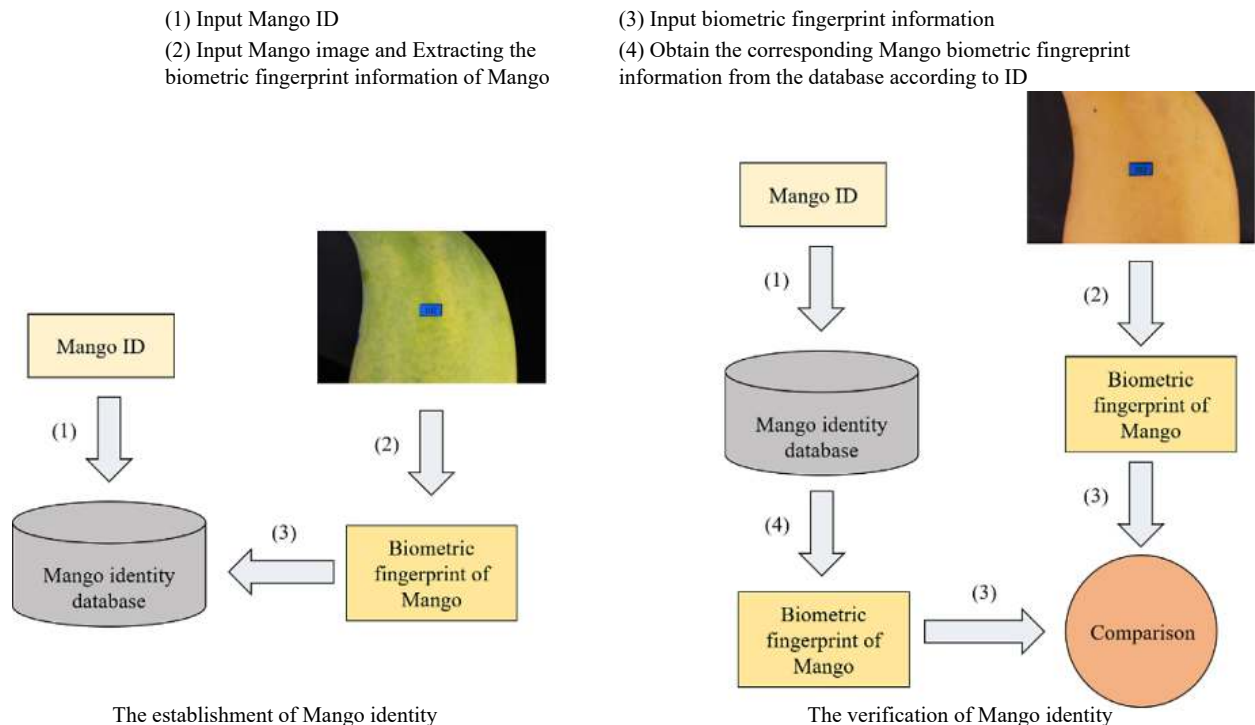 (1) Input Mango ID
(2) Input Mango image and Extracting the
biometric fingerprint information of Mango
(3) Input biometric fingerprint information
(4) Obtain the corresponding Mango biometric fingreprint
information from the database according to ID
Mango ID
(1)
(2)
Mango identity
database
(3)
Biometric
fingerprint of
Mango
The establishment of Mango identity
Mango ID
(1)
(2)
Mango identity
database
Biometric
fingerprint of
Mango
(4)
(3)
Biometric
fingerprint of
Mango
(3)
Comparison
The verification of Mango identity